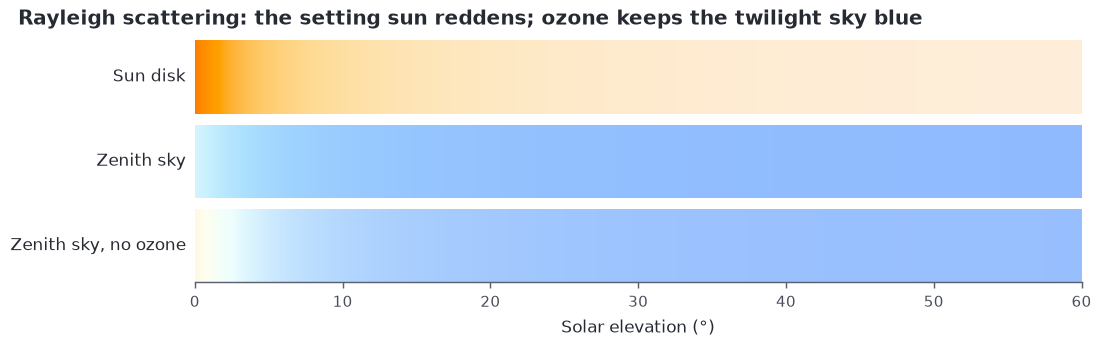 Rayleigh scattering: the setting sun reddens; ozone keeps the twilight sky blue
Sun disk
Zenith sky
Zenith sky, no ozone
0 10 20 30 40 50 60
Solar elevation (°)